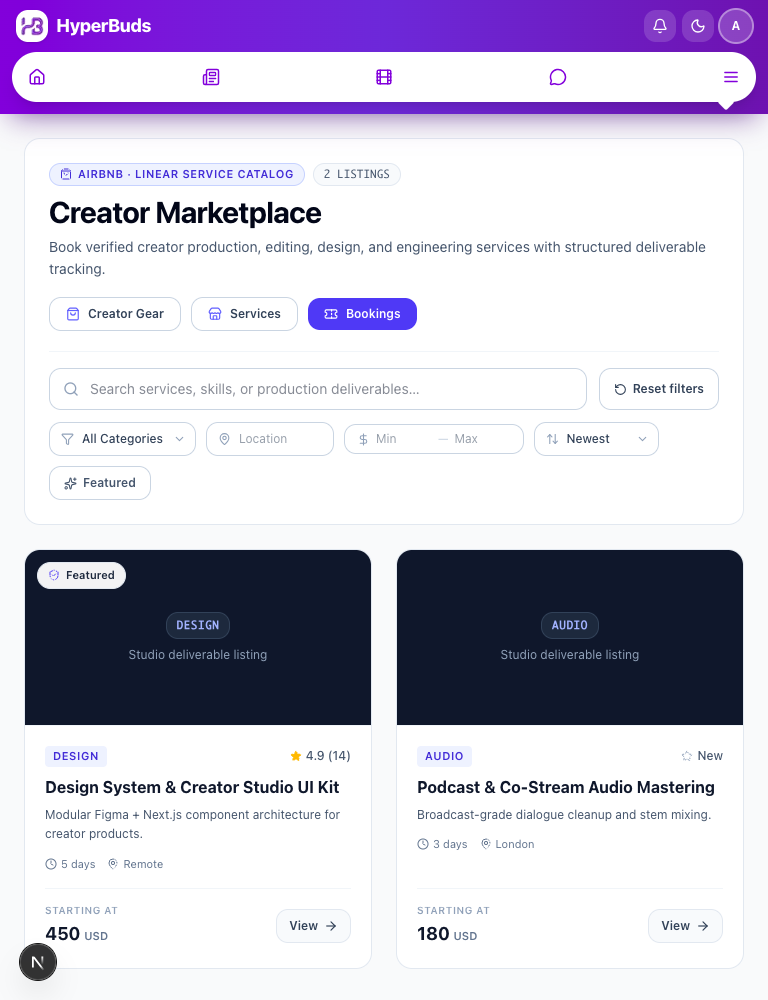 HyperBuds
A
AIRBNB · LINEAR SERVICE CATALOG
2 LISTINGS
Creator Marketplace
Book verified creator production, editing, design, and engineering services with structured deliverable
tracking.
Creator Gear
Services
Bookings
Search services, skills, or production deliverables...
Reset filters
All Categories
Location
$ Min — Max
Newest
Featured
Featured
DESIGN
Studio deliverable listing
DESIGN
4.9 (14)
Design System & Creator Studio UI Kit
Modular Figma + Next.js component architecture for
creator products.
5 days
Remote
STARTING AT
450 USD
View
AUDIO
Studio deliverable listing
AUDIO
New
Podcast & Co-Stream Audio Mastering
Broadcast-grade dialogue cleanup and stem mixing.
3 days
London
STARTING AT
180 USD
View
N